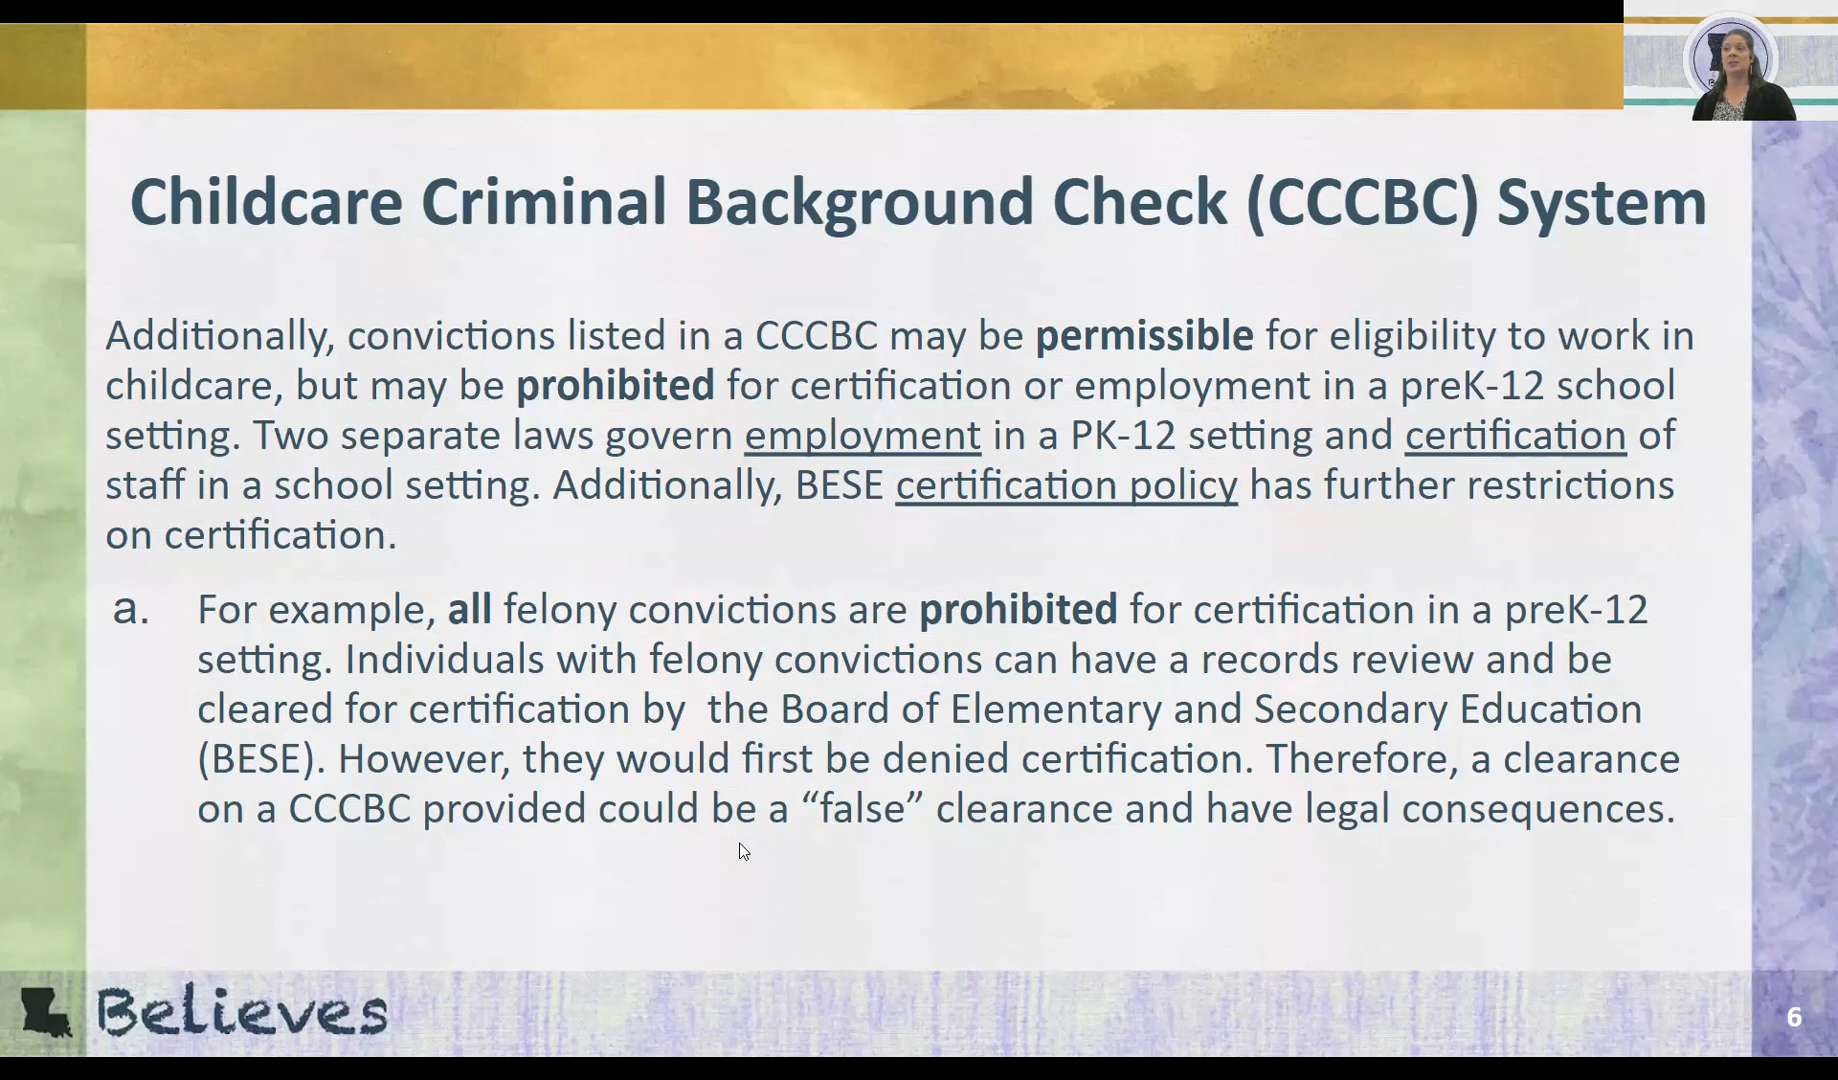 Childcare Criminal Background Check (CCCBC) System
Additionally, convictions listed in a CCCBC may be permissible for eligibility to work in
childcare, but may be prohibited for certification or employment in a preK-12 school
setting. Two separate laws govern employment in a PK-12 setting and certification of
staff in a school setting. Additionally, BESE certification policy has further restrictions
on certification.
a. For example, all felony convictions are prohibited for certification in a preK-12
setting. Individuals with felony convictions can have a records review and be
cleared for certification by the Board of Elementary and Secondary Education
(BESE). However, they would first be denied certification. Therefore, a clearance
on a CCCBC provided could be a “false” clearance and have legal consequences.
Believes
6